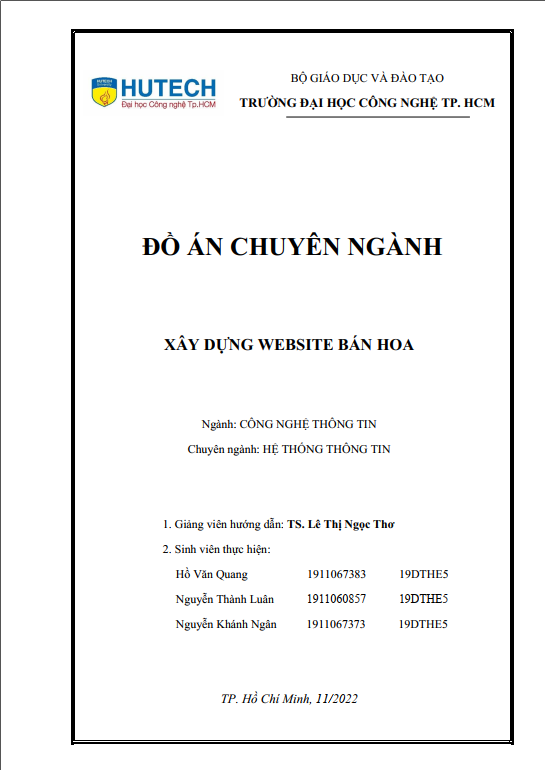 HUTECH
Đại học Công nghệ Tp.HCM
BỘ GIÁO DỤC VÀ ĐÀO TẠO
TRƯỜNG ĐẠI HỌC CÔNG NGHỆ TP. HCM
ĐỒ ÁN CHUYÊN NGÀNH
XÂY DỰNG WEBSITE BÁN HOA
Ngành: CÔNG NGHỆ THÔNG TIN
Chuyên ngành: HỆ THỐNG THÔNG TIN
1. Giảng viên hướng dẫn: TS. Lê Thị Ngọc Thơ
2. Sinh viên thực hiện:
Hồ Văn Quang 1911067383 19DTHE5
Nguyễn Thành Luân 1911060857 19DTHE5
Nguyễn Khánh Ngân 1911067373 19DTHE5
TP. Hồ Chí Minh, 11/2022